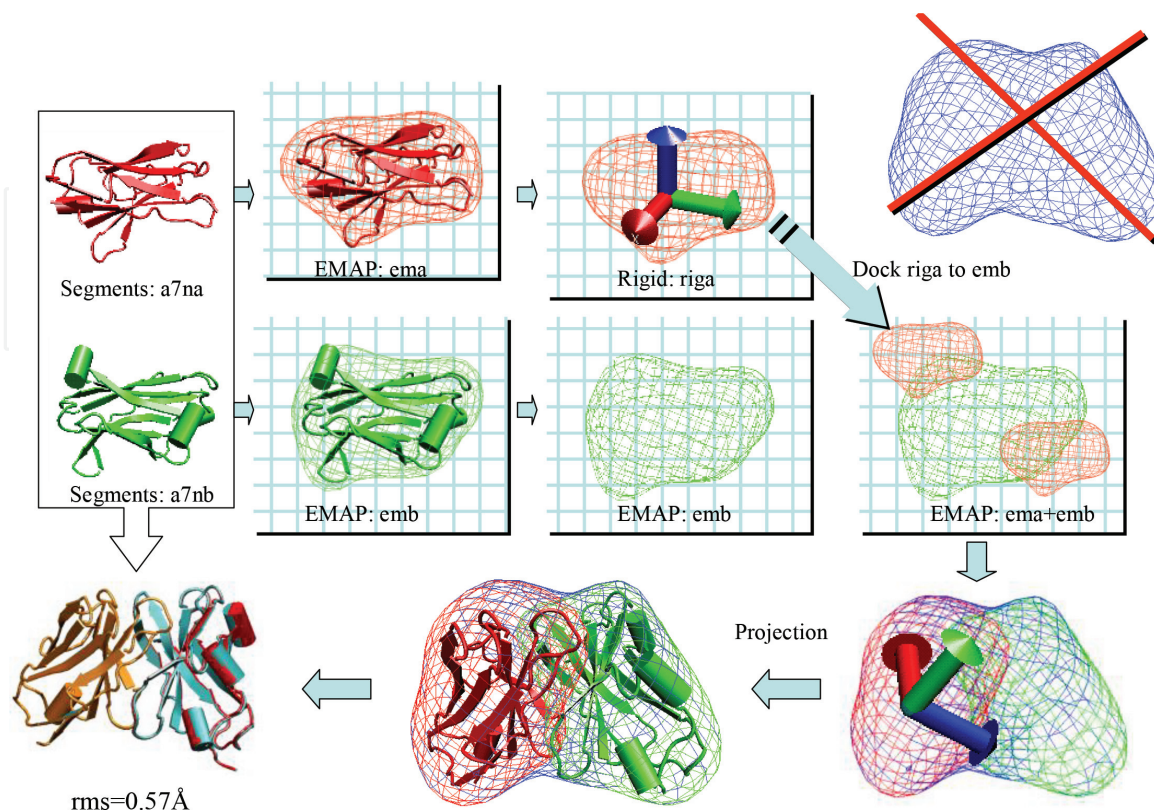 EMAP: ema
Rigid: riga
Dock riga to emb
Segments: a7na
Segments: a7nb
EMAP: emb
EMAP: emb
EMAP: ema+emb
Projection
rms=0.57Å
X